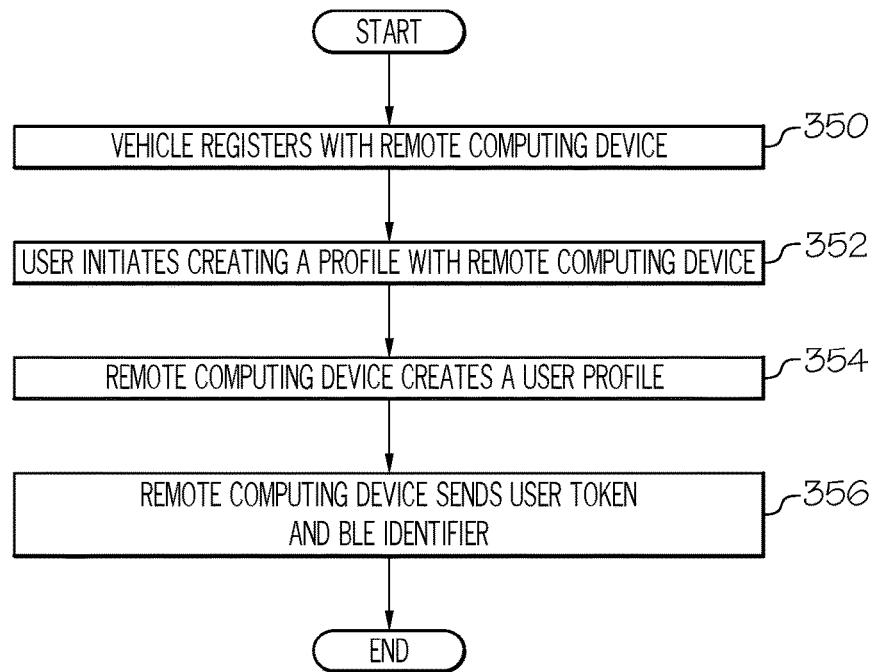 START
VEHICLE REGISTERS WITH REMOTE COMPUTING DEVICE
350
USER INITIATES CREATING A PROFILE WITH REMOTE COMPUTING DEVICE
352
REMOTE COMPUTING DEVICE CREATES A USER PROFILE
354
REMOTE COMPUTING DEVICE SENDS USER TOKEN
AND BLE IDENTIFIER
356
END